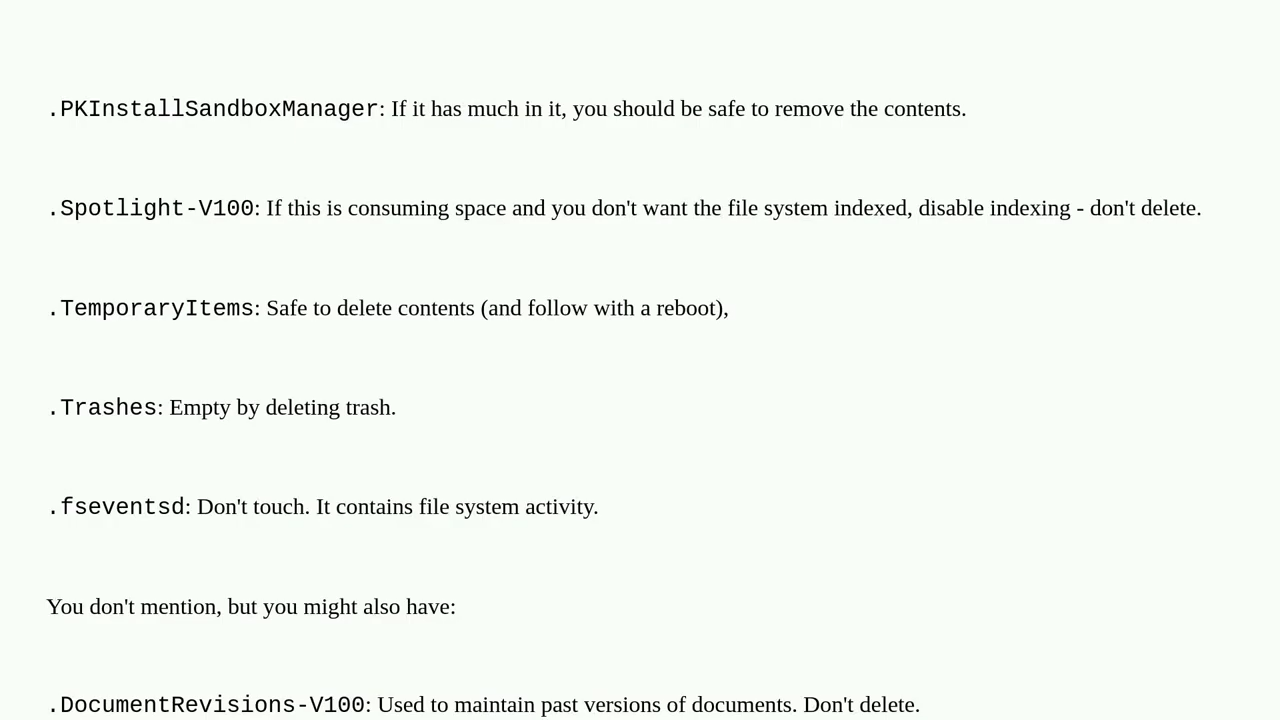 .PKInstallSandboxManager: If it has much in it, you should be safe to remove the contents.
.Spotlight-V100: If this is consuming space and you don't want the file system indexed, disable indexing - don't delete.
.TemporaryItems: Safe to delete contents (and follow with a reboot),
.Trashes: Empty by deleting trash.
.fseventsd: Don't touch. It contains file system activity.
You don't mention, but you might also have:
.DocumentRevisions-V100: Used to maintain past versions of documents. Don't delete.